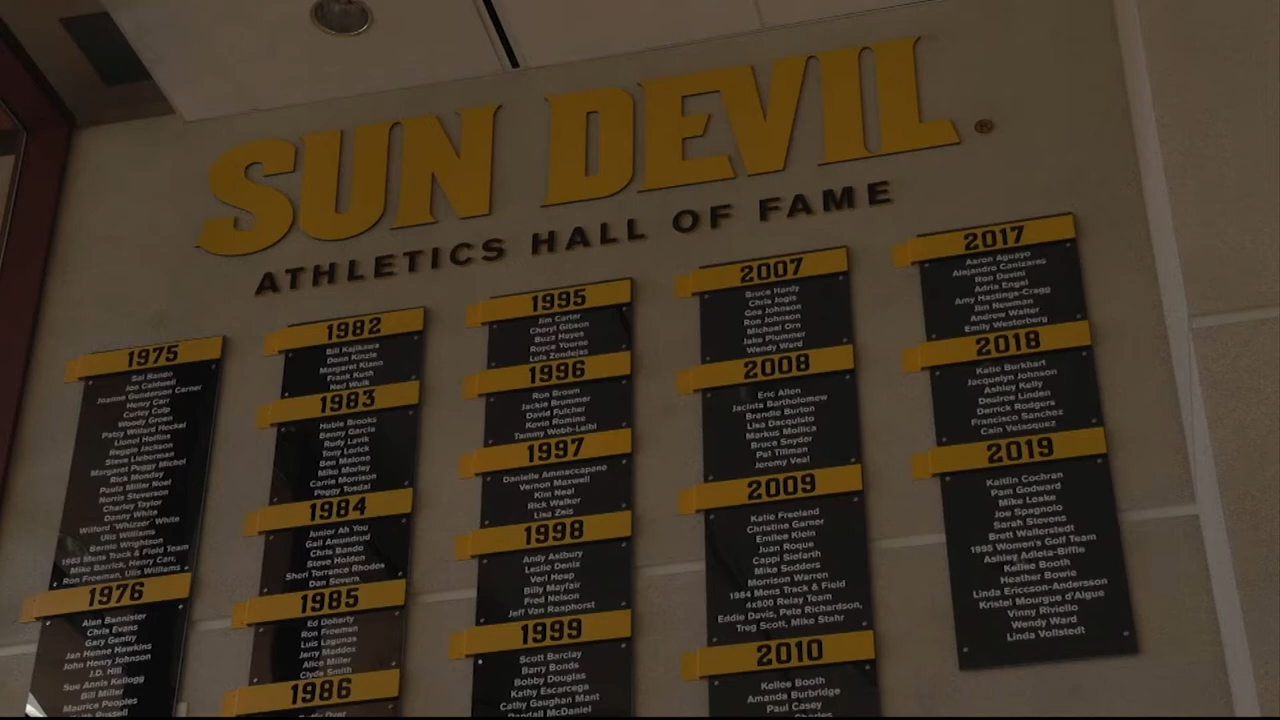 SUN DEVIL ®
ATHLETICS HALL OF FAME
1975
Sal Bando
Joe Caldwell
Joanne Gunderson Carner
Henry Carr
Curley Culp
Woody Green
Patsy Willard Hockel
Lionel Hollins
Reggie Jackson
Steve Lieberman
Margaret Peggy Michel
Rick Monday
Paula Miller Noel
Norris Steverson
Charley Taylor
Danny White
Wilford 'Whizzer' White
Ulis Williams
Bernie Wrightson
1963 Mens Track & Field Team
Mike Barrick, Henry Carr,
Ron Freeman, Ulis Williams
1976
Alan Bannister
Chris Evans
Gary Gentry
Jan Henne Hawkins
John Henry Johnson
J.D. Hill
Sue Annis Kellogg
Bill Miller
Maurice Peoples
Keith Russell
1982
Bill Kajikawa
Donn Kinzle
Margaret Klann
Frank Kush
Ned Wulk
1983
Hubie Brooks
Benny Garcia
Rudy Lavik
Tony Lorick
Ben Malone
Mike Morley
Carrie Morrison
Peggy Tosdal
1984
Junior Ah You
Gail Amundrud
Chris Bando
Steve Holden
Sheri Torrence Rhodes
Dan Severn
1985
Ed Doherty
Ron Freeman
Luis Lagunas
Jerry Maddox
Alice Miller
Clyde Smith
1986
Dyer
1995
Jim Carter
Cheryl Gibson
Buzz Hayes
Royce Youree
Luis Zendejas
1996
Ron Brown
Jackie Brummer
David Fulcher
Kevin Romine
Tammy Webb-Leibl
1997
Danielle Ammaccapane
Vernon Maxwell
Kim Neal
Rick Walker
Lisa Zeis
1998
Andy Astbury
Leslie Deniz
Verl Heap
Billy Mayfair
Fred Nelson
Jeff Van Raaphorst
1999
Scott Barclay
Barry Bonds
Bobby Douglas
Kathy Escarcega
Cathy Gaughan Mant
Randall McDaniel
2007
Bruce Hardy
Chris Jogis
Gea Johnson
Ron Johnson
Michael Orn
Jake Plummer
Wendy Ward
2008
Eric Allen
Jacinta Bartholomew
Brandie Burton
Lisa Dacquisto
Markus Mollica
Bruce Snyder
Pat Tillman
Jeremy Veal
2009
Katie Freeland
Christine Garner
Emilee Klein
Juan Roque
Cappi Siefarth
Mike Sodders
Morrison Warren
1984 Mens Track & Field
4x800 Relay Team
Eddie Davis, Pete Richardson,
Treg Scott, Mike Stahr
2010
Kellee Booth
Amanda Burbridge
Paul Casey
Charles
2017
Aaron Aguayo
Alejandro Canizares
Ron Davini
Adria Engel
Amy Hastings-Cragg
Jim Newman
Andrew Walter
Emily Westerberg
2018
Katie Burkhart
Jacquelyn Johnson
Ashley Kelly
Desiree Linden
Derrick Rodgers
Francisco Sanchez
Cain Velasquez
2019
Kaitlin Cochran
Pam Godward
Mike Leake
Joe Spagnolo
Sarah Stevens
Brett Wallerstedt
1995 Women's Golf Team
Ashley Adleta-Biffle
Kellee Booth
Heather Bowie
Linda Ericsson-Andersson
Kristel Mourgue d'Algue
Vinny Riviello
Wendy Ward
Linda Vollstedt